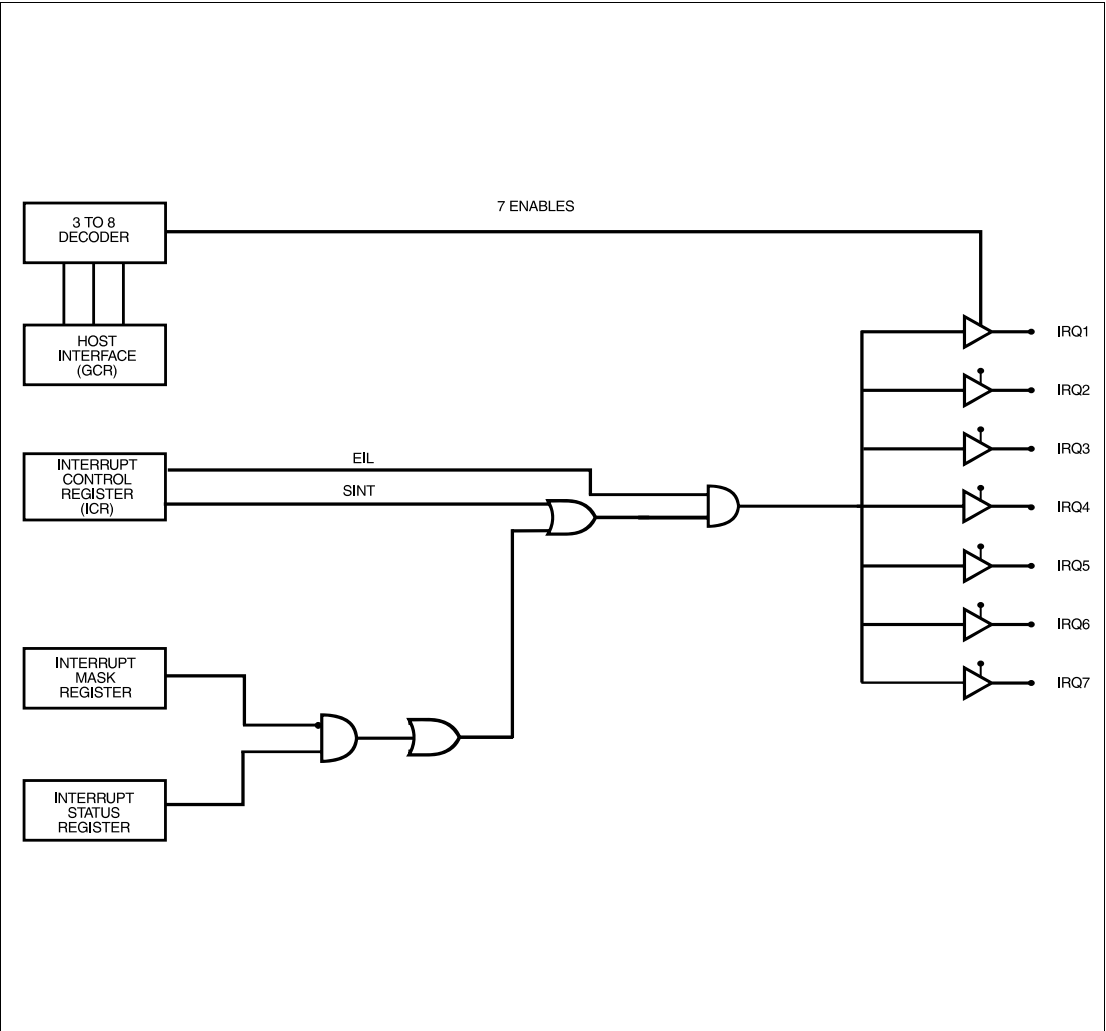 7 ENABLES
3 TO 8
DECODER
HOST
INTERFACE
(GCR)
IRQ1
IRQ2
IRQ3
IRQ4
IRQ5
IRQ6
IRQ7
INTERRUPT
CONTROL
REGISTER
(ICR)
EIL
SINT
INTERRUPT
MASK
REGISTER
INTERRUPT
STATUS
REGISTER